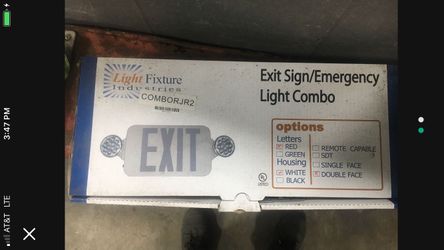 3:47 PM
AT&T LTE
Light Fixture
Industries
COMBORJR2
Exit Sign/Emergency
Light Combo
EXIT
options
Letters
RED
GREEN
Housing
WHITE
BLACK
REMOTE CAPABLE
SDT
SINGLE FACE
DOUBLE FACE
UL